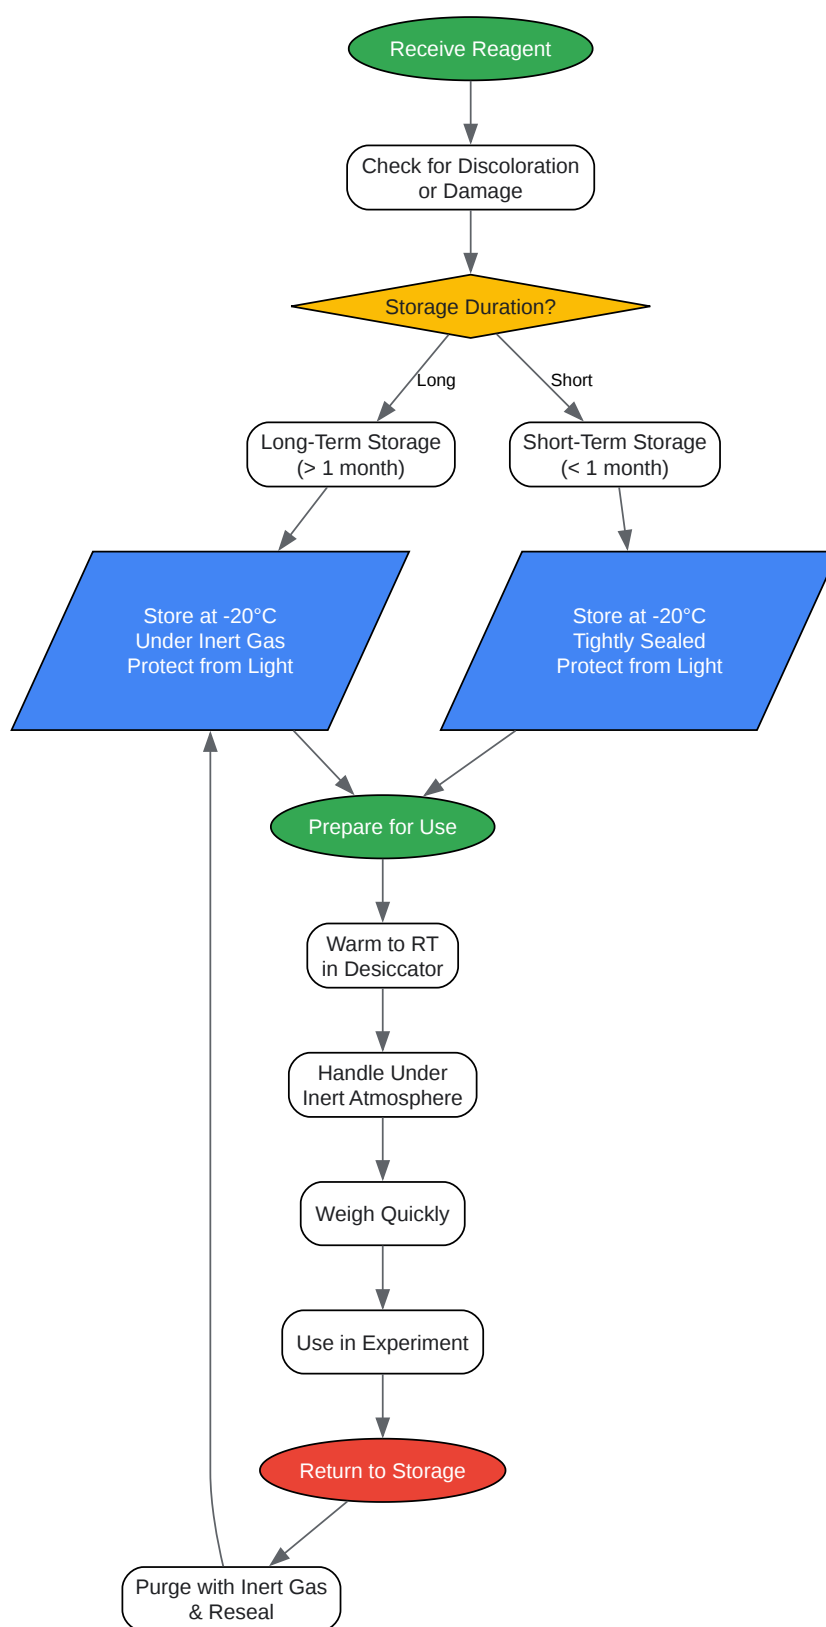 Receive Reagent
Check for Discoloration
or Damage
Storage Duration?
Long
Short
Long-Term Storage
(> 1 month)
Short-Term Storage
(< 1 month)
Store at -20°C
Under Inert Gas
Protect from Light
Store at -20°C
Tightly Sealed
Protect from Light
Prepare for Use
Warm to RT
in Desiccator
Handle Under
Inert Atmosphere
Weigh Quickly
Use in Experiment
Return to Storage
Purge with Inert Gas
& Reseal